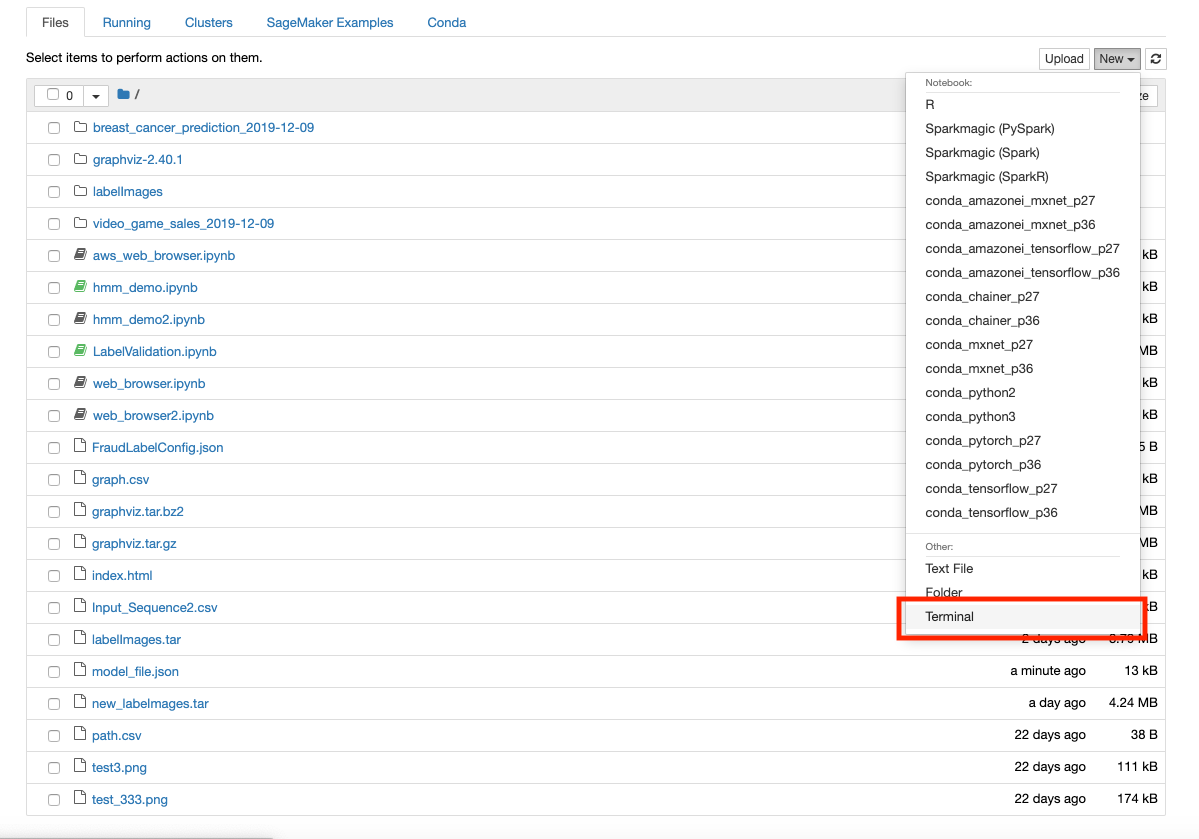 Files Running Clusters SageMaker Examples Conda
Select items to perform actions on them.
Upload New
0 /
Notebook:
R
Sparkmagic (PySpark)
Sparkmagic (Spark)
Sparkmagic (SparkR)
conda_amazonei_mxnet_p27
conda_amazonei_mxnet_p36
conda_amazonei_tensorflow_p27
conda_amazonei_tensorflow_p36
conda_chainer_p27
conda_chainer_p36
conda_mxnet_p27
conda_mxnet_p36
conda_python2
conda_python3
conda_pytorch_p27
conda_pytorch_p36
conda_tensorflow_p27
conda_tensorflow_p36
Other:
Text File
Folder
Terminal
breast_cancer_prediction_2019-12-09
graphviz-2.40.1
labelImages
video_game_sales_2019-12-09
aws_web_browser.ipynb kB
hmm_demo.ipynb kB
hmm_demo2.ipynb kB
LabelValidation.ipynb MB
web_browser.ipynb kB
web_browser2.ipynb kB
FraudLabelConfig.json B
graph.csv kB
graphviz.tar.bz2 MB
graphviz.tar.gz MB
index.html kB
Input_Sequence2.csv kB
labelImages.tar 2 days ago MB
model_file.json a minute ago 13 kB
new_labeImages.tar a day ago 4.24 MB
path.csv 22 days ago 38 B
test3.png 22 days ago 111 kB
test_333.png 22 days ago 174 kB